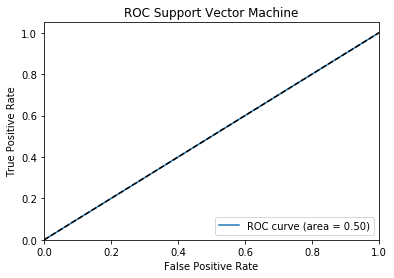 ROC Support Vector Machine
True Positive Rate
1.0
0.8
0.6
0.4
0.2
0.0
ROC curve (area = 0.50)
0.0 0.2 0.4 0.6 0.8 1.0
False Positive Rate